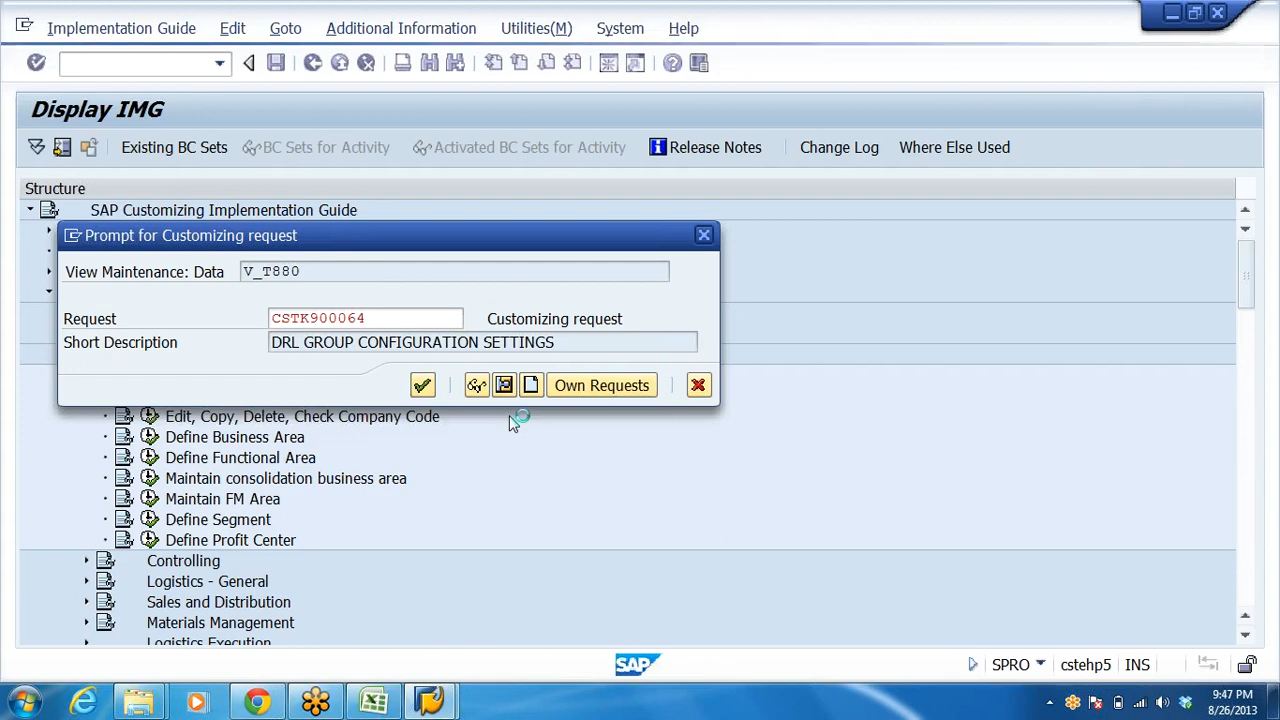 Implementation Guide Edit Goto Additional Information Utilities(M) System Help
Display IMG
Existing BC Sets BC Sets for Activity Activated BC Sets for Activity Release Notes Change Log Where Else Used
Structure
SAP Customizing Implementation Guide
Prompt for Customizing request
View Maintenance: Data V_T880
Request CSTK900064 Customizing request
Short Description DRL GROUP CONFIGURATION SETTINGS
Own Requests
Edit, Copy, Delete, Check Company Code
Define Business Area
Define Functional Area
Maintain consolidation business area
Maintain FM Area
Define Segment
Define Profit Center
Controlling
Logistics - General
Sales and Distribution
Materials Management
Logistics Execution
SAP SPRO cstehp5 INS
9:47 PM
8/26/2013